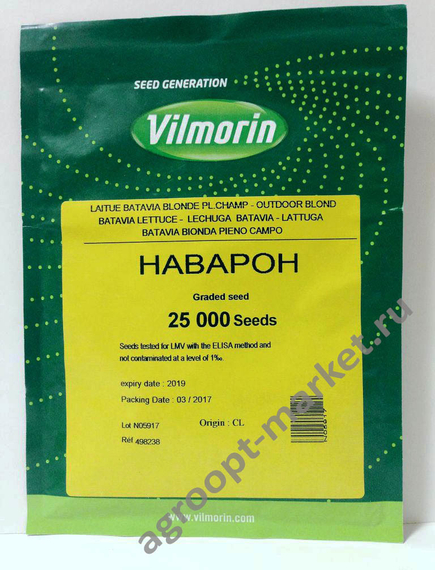 SEED GENERATION
Vilmorin
LAITUE BATAVIA BLONDE PL.CHAMP - OUTDOOR BLOND
BATAVIA LETTUCE - LECHUGA BATAVIA - LATTUGA
BATAVIA BIONDA PIENO CAMPO
НАВАРОН
Graded seed
25 000 Seeds
Seeds tested for LMV with the ELISA method and
not contaminated at a level of 1‰.
expiry date : 2019
Packing Date : 03 / 2017
Lot N05917
Origin : CL
Réf 498238
www.vilmorin.com
agroopt-market.ru